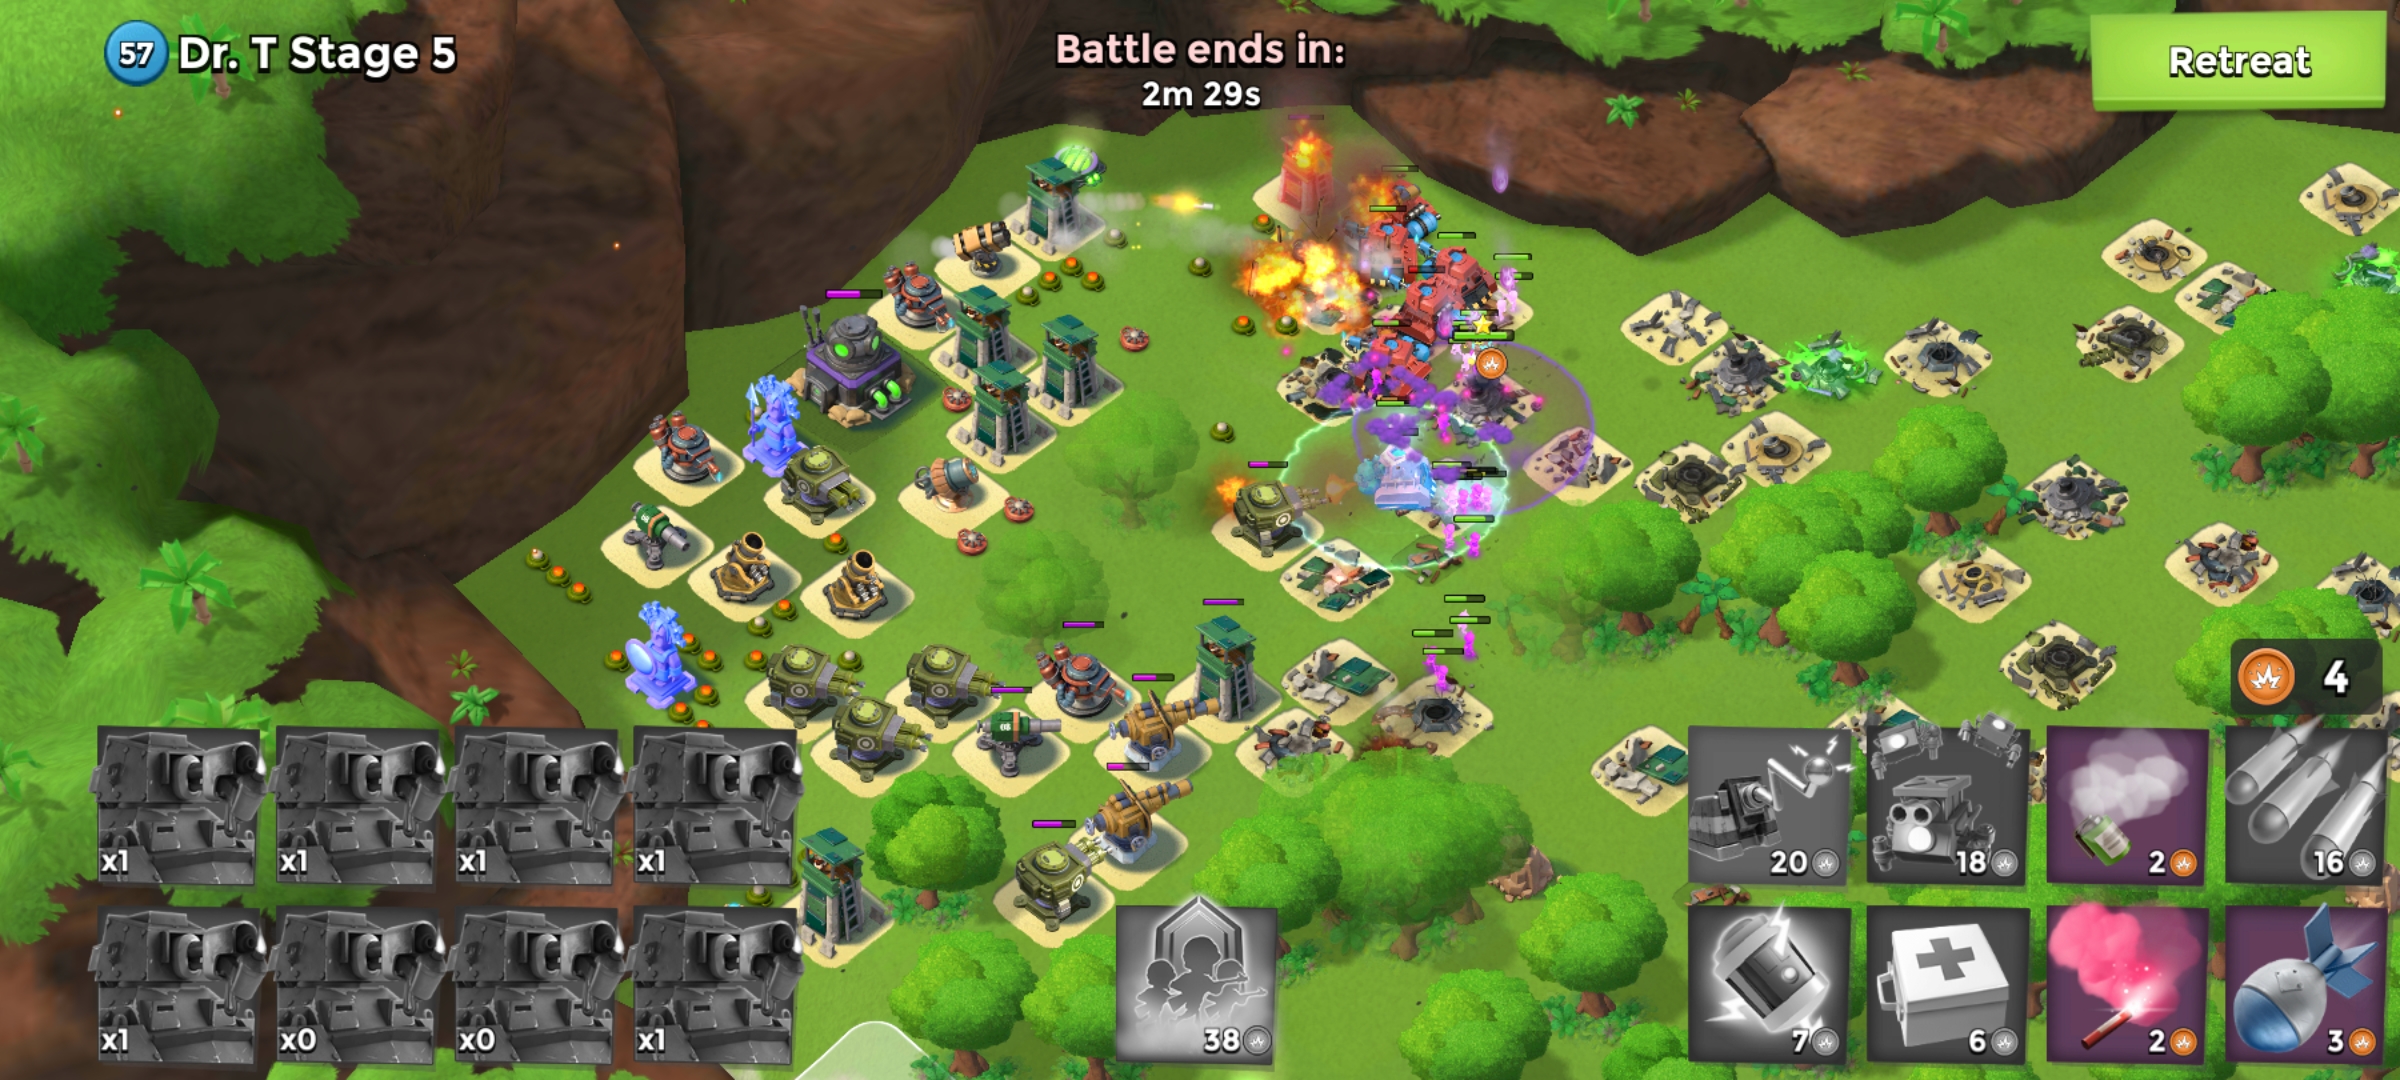 57 Dr. T Stage 5
Battle ends in:
2m 29s
Retreat
4
x1 x1 x1 x1
20 18 2 16
x1 x0 x0 x1
38
7 6 2 3